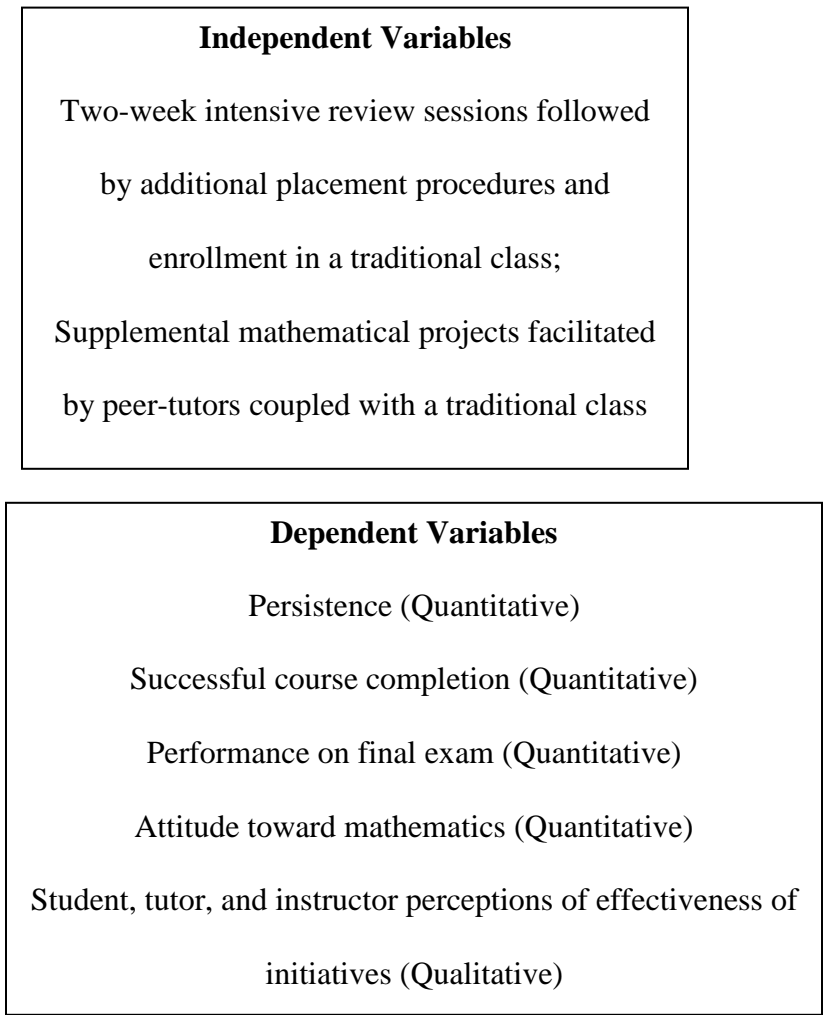 Independent Variables
Two-week intensive review sessions followed
by additional placement procedures and
enrollment in a traditional class;
Supplemental mathematical projects facilitated
by peer-tutors coupled with a traditional class
Dependent Variables
Persistence (Quantitative)
Successful course completion (Quantitative)
Performance on final exam (Quantitative)
Attitude toward mathematics (Quantitative)
Student, tutor, and instructor perceptions of effectiveness of
initiatives (Qualitative)